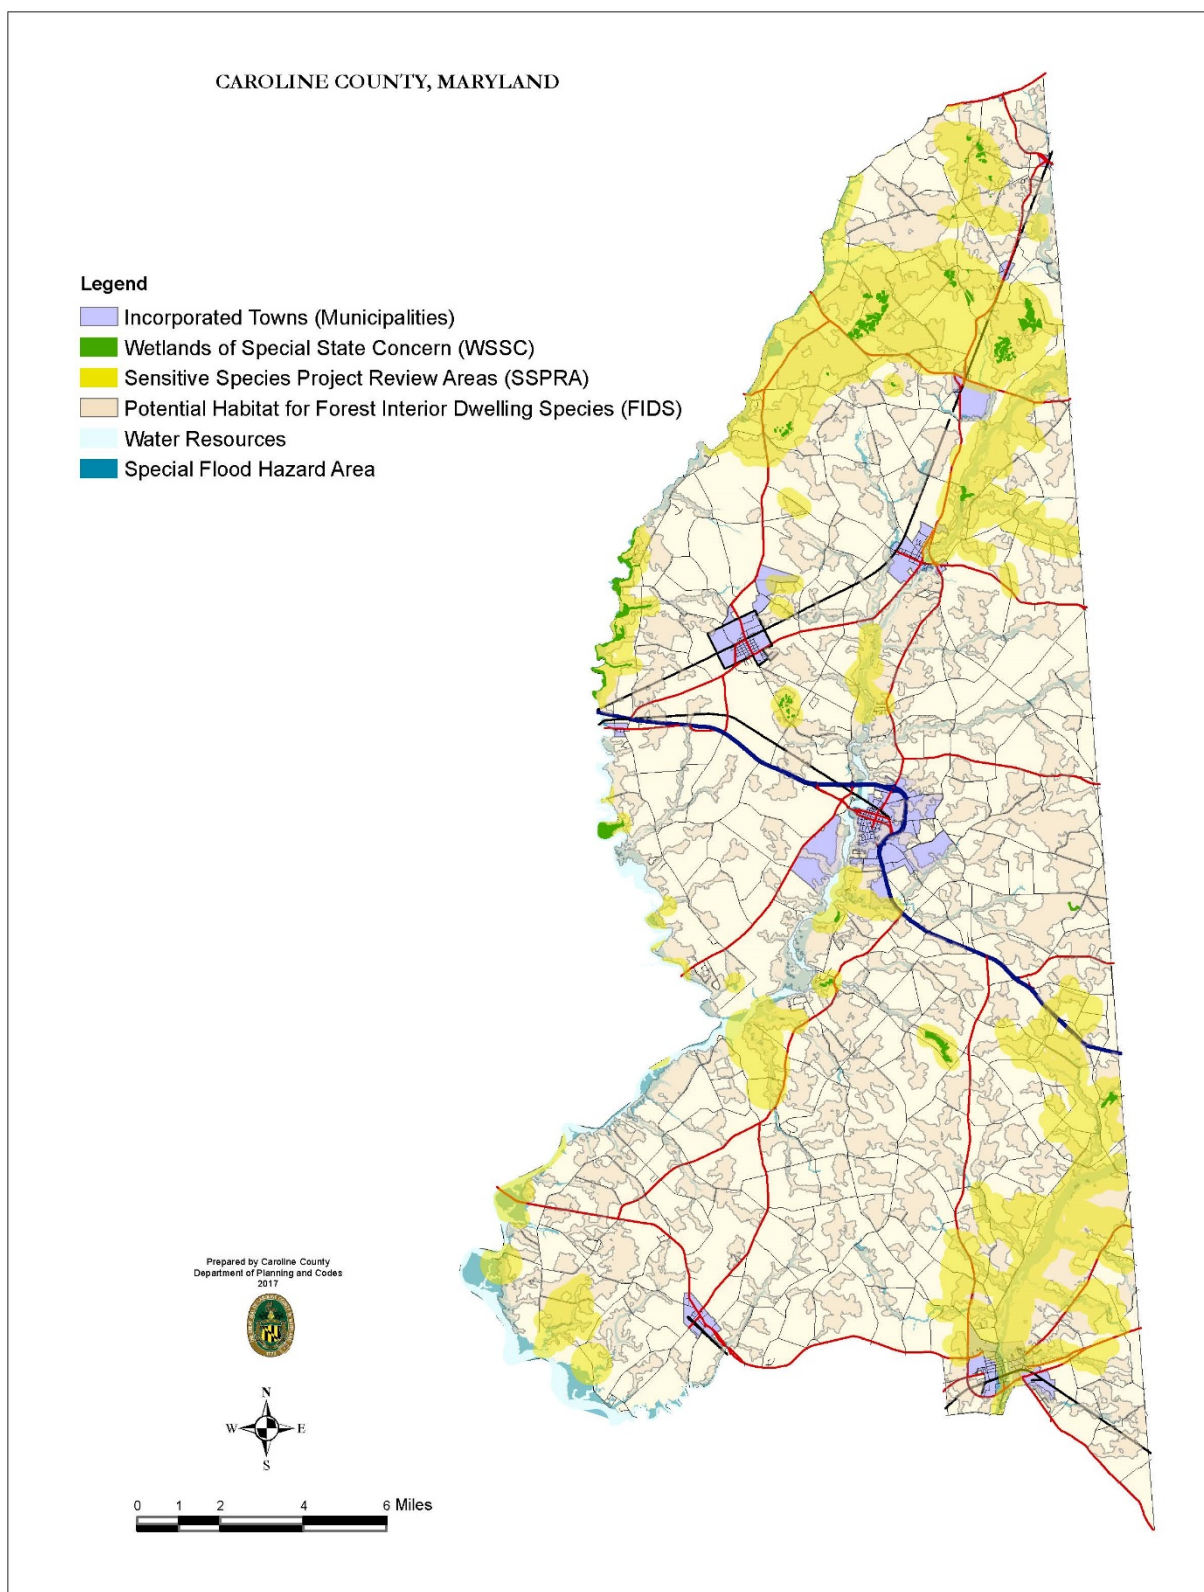 CAROLINE COUNTY, MARYLAND
Legend
Incorporated Towns (Municipalities)
Wetlands of Special State Concern (WSSC)
Sensitive Species Project Review Areas (SSPRA)
Potential Habitat for Forest Interior Dwelling Species (FIDS)
Water Resources
Special Flood Hazard Area
Prepared by Caroline County
Department of Planning and Codes
2017
N
W E
S
0 1 2 4 6 Miles